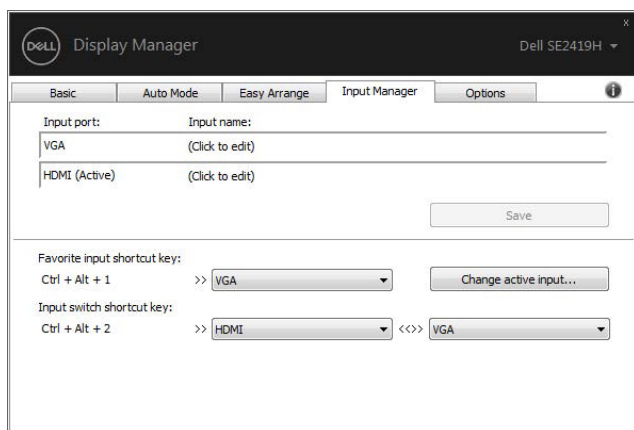 x
DELL Display Manager Dell SE2419H
Basic Auto Mode Easy Arrange Input Manager Options i
Input port: Input name:
VGA (Click to edit)
HDMI (Active) (Click to edit)
Save
Favorite input shortcut key:
Ctrl + Alt + 1 >> VGA Change active input...
Input switch shortcut key:
Ctrl + Alt + 2 >> HDMI <<>> VGA